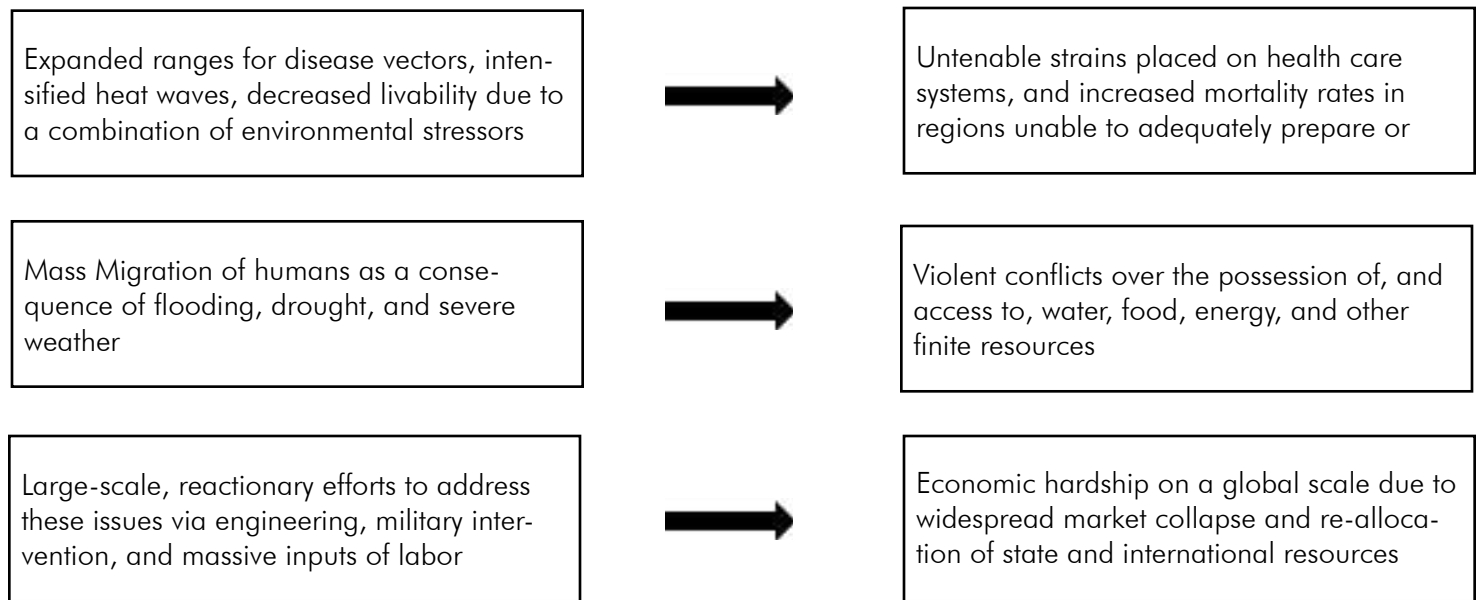 Expanded ranges for disease vectors, inten-
sified heat waves, decreased livability due to
a combination of environmental stressors
Untenable strains placed on health care
systems, and increased mortality rates in
regions unable to adequately prepare or
Mass Migration of humans as a conse-
quence of flooding, drought, and severe
weather
Violent conflicts over the possession of, and
access to, water, food, energy, and other
finite resources
Large-scale, reactionary efforts to address
these issues via engineering, military inter-
vention, and massive inputs of labor
Economic hardship on a global scale due to
widespread market collapse and re-alloca-
tion of state and international resources